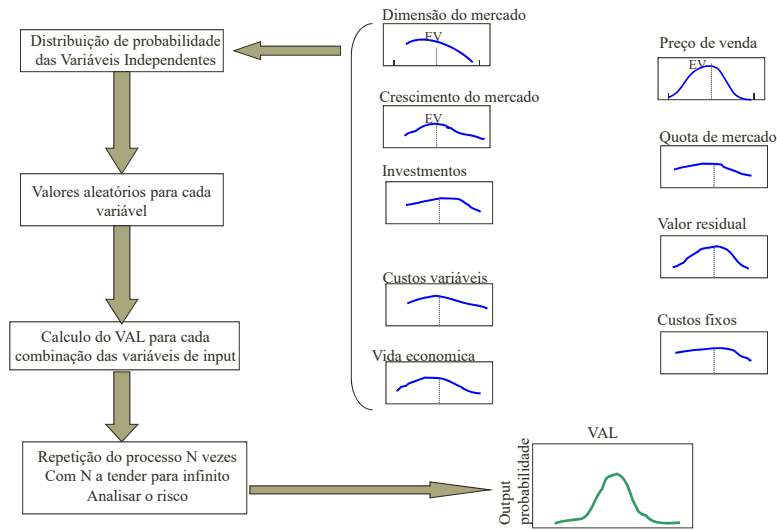 Distribuição de probabilidade
das Variáveis Independentes
Valores aleatórios para cada
variável
Calculo do VAL para cada
combinação das variáveis de input
Repetição do processo N vezes
Com N a tender para infinito
Analisar o risco
Dimensão do mercado
EV
Crescimento do mercado
EV
Investmentos
Custos variáveis
Vida economica
Preço de venda
EV
Quota de mercado
Valor residual
Custos fixos
VAL
Output
probabilidade